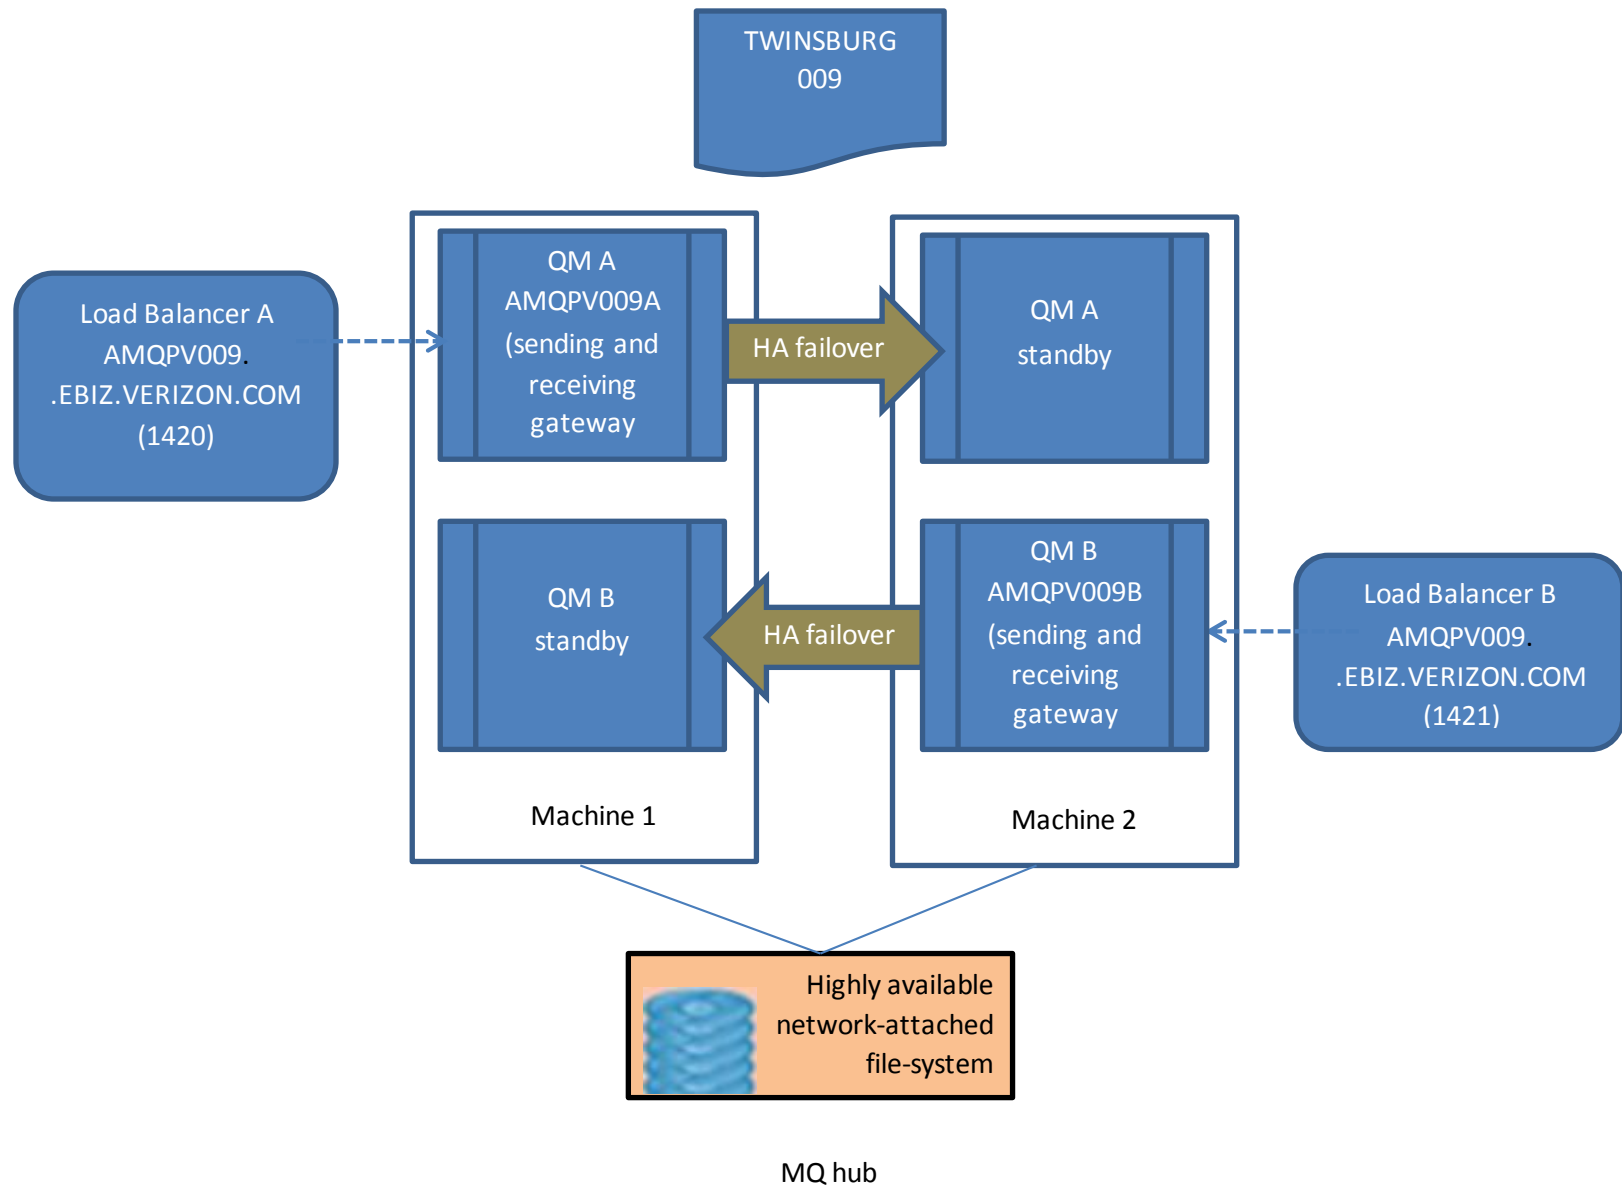 TWINSBURG
009
Load Balancer A
AMQPV009.
.EBIZ.VERIZON.COM
(1420)
QM A
AMQPV009A
(sending and
receiving
gateway
HA failover
QM A
standby
QM B
standby
HA failover
QM B
AMQPV009B
(sending and
receiving
gateway
Load Balancer B
AMQPV009.
.EBIZ.VERIZON.COM
(1421)
Machine 1
Machine 2
Highly available
network-attached
file-system
MQ hub